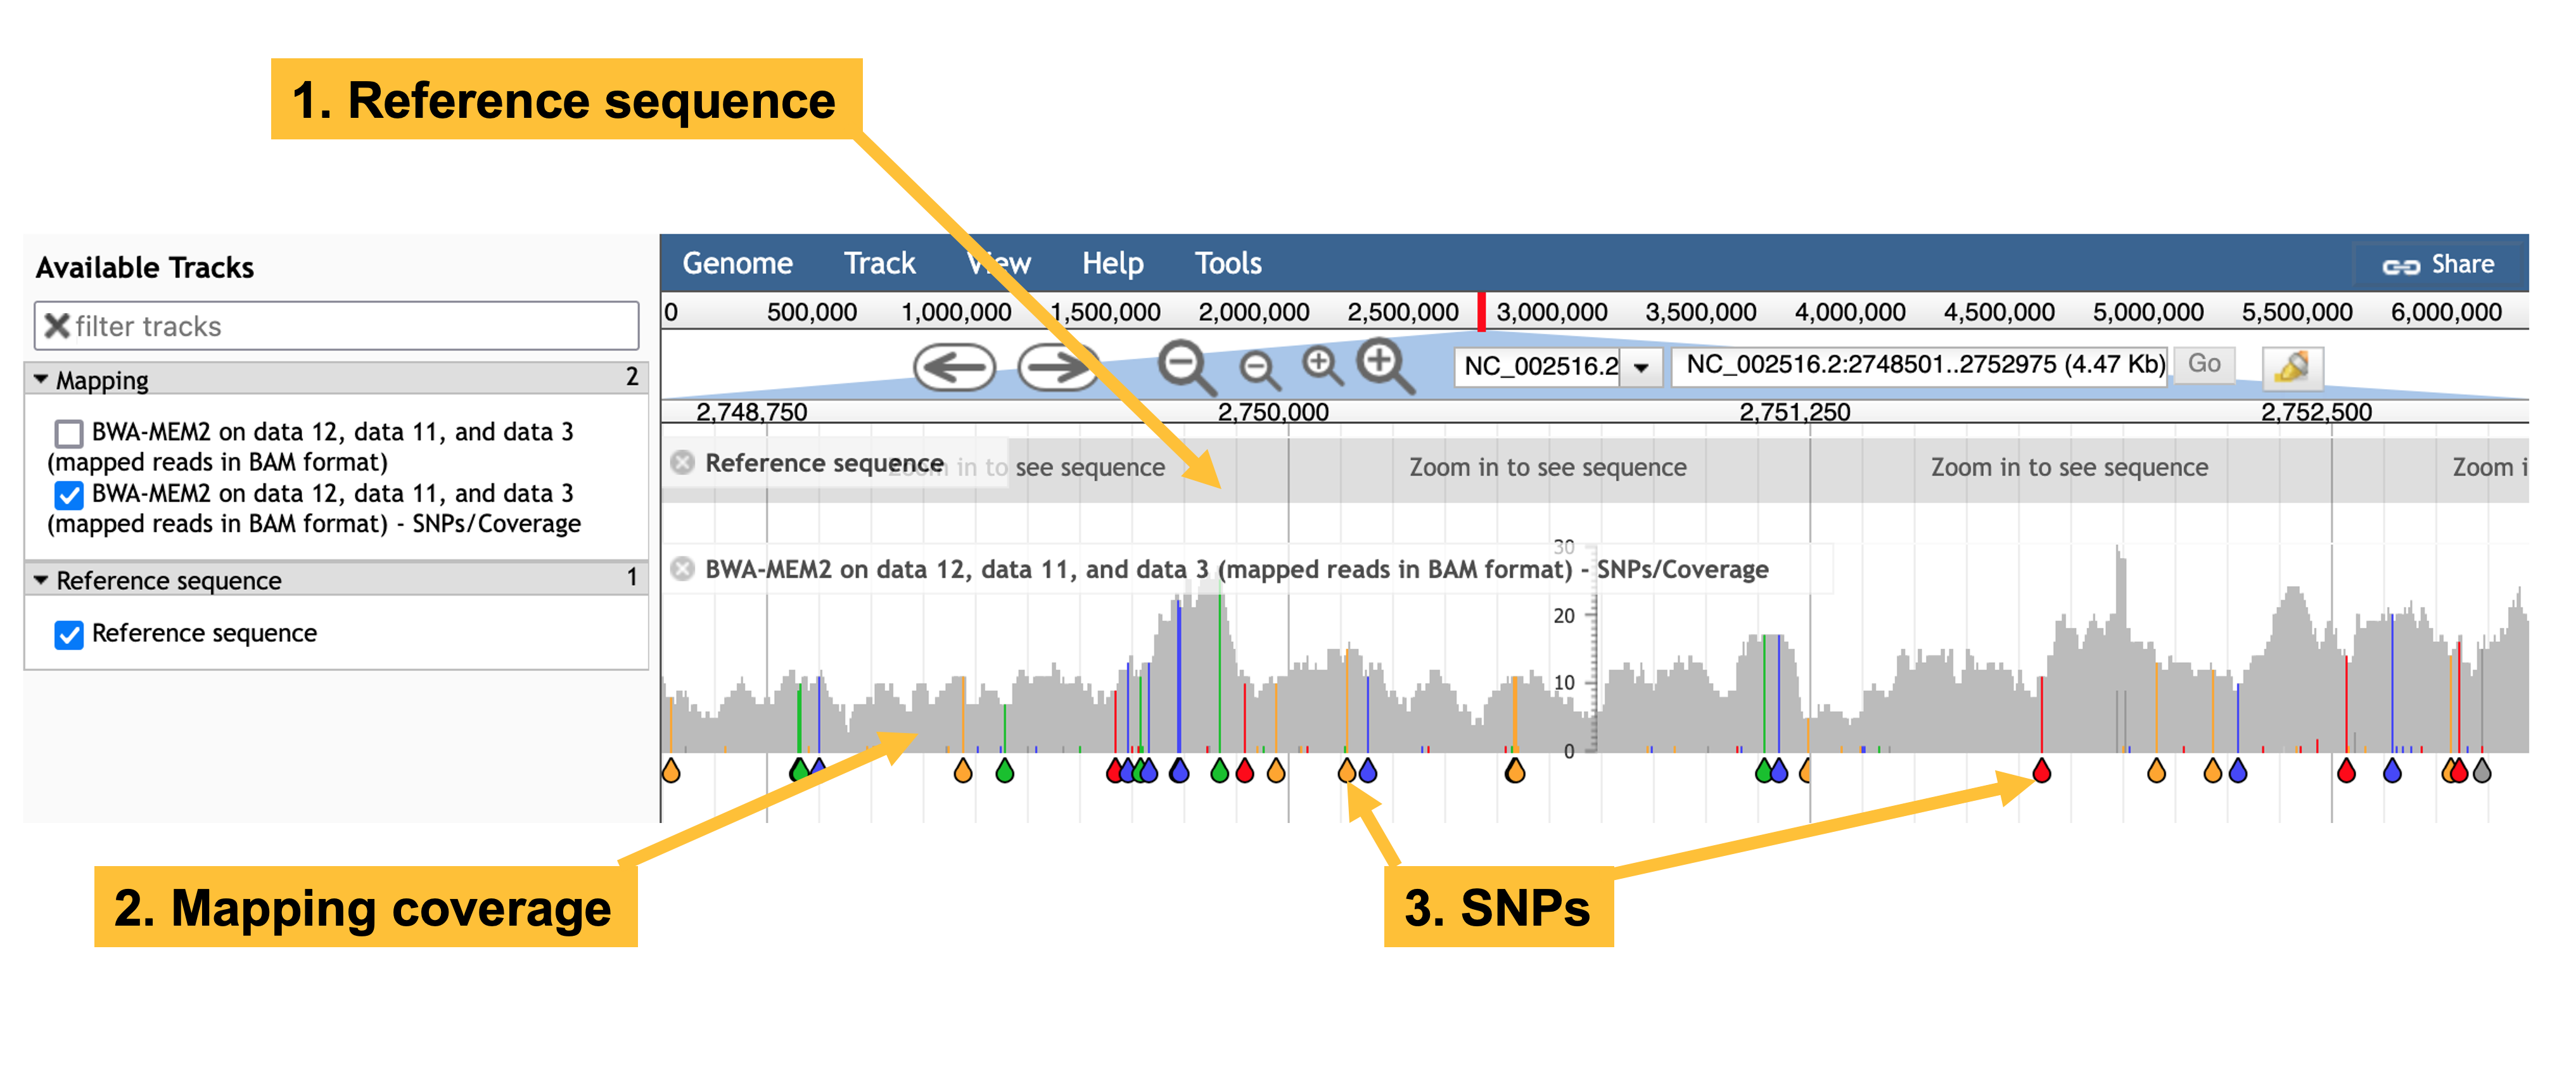 1. Reference sequence
Available Tracks
filter tracks
Mapping 2
BWA-MEM2 on data 12, data 11, and data 3
(mapped reads in BAM format)
BWA-MEM2 on data 12, data 11, and data 3
(mapped reads in BAM format) - SNPs/Coverage
Reference sequence 1
Reference sequence
Genome Track View Help Tools Share
0 500,000 1,000,000 1,500,000 2,000,000 2,500,000 3,000,000 3,500,000 4,000,000 4,500,000 5,000,000 5,500,000 6,000,000
NC_002516.2 NC_002516.2:2748501..2752975 (4.47 Kb) Go
2,748,750 2,750,000 2,751,250 2,752,500
Reference sequence Zoom in to see sequence Zoom in to see sequence Zoom in to see sequence Zoom i
30
BWA-MEM2 on data 12, data 11, and data 3 (mapped reads in BAM format) - SNPs/Coverage
20
10
0
2. Mapping coverage
3. SNPs